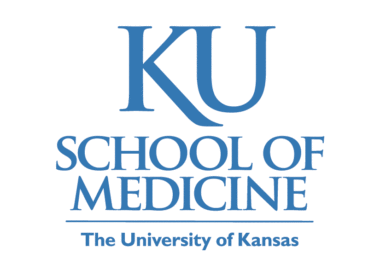 KU
SCHOOL OF
MEDICINE
The University of Kansas